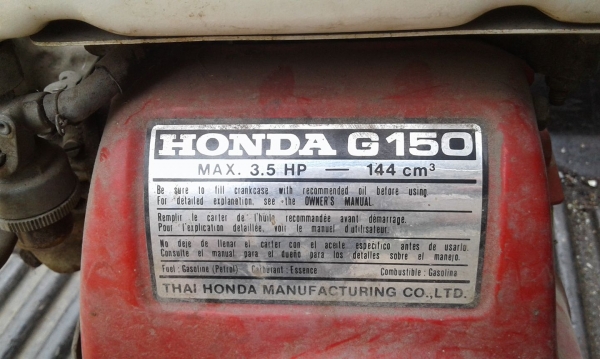 HONDA G150
MAX. 3.5 HP — 144 cm³
Be sure to fill crankcase with recommended oil before using.
For detailed explanation, see the OWNER'S MANUAL.
Remplir le carter de l'huile recommandée avant démarrage.
Pour l'explication detaillée, voir le manuel d'utilisateur.
No deje de llenar el carter con el aceite específico antes de usarlo.
Consulte el manual para el dueño para los detalles sobre el manejo.
Fuel : Gasoline (Petrol) Carburant : Essence Combustible : Gasolina
THAI HONDA MANUFACTURING CO.,LTD.